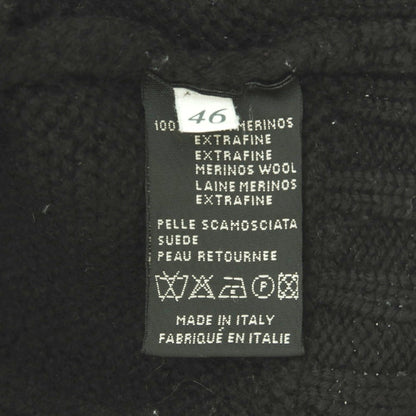 46
100 MERINOS
EXTRAFINE
EXTRAFINE
MERINOS WOOL
LAINE MERINOS
EXTRAFINE
PELLE SCAMOSCIATA
SUEDE
PEAU RETOURNEE
P
MADE IN ITALY
FABRIQUÉ EN ITALIE